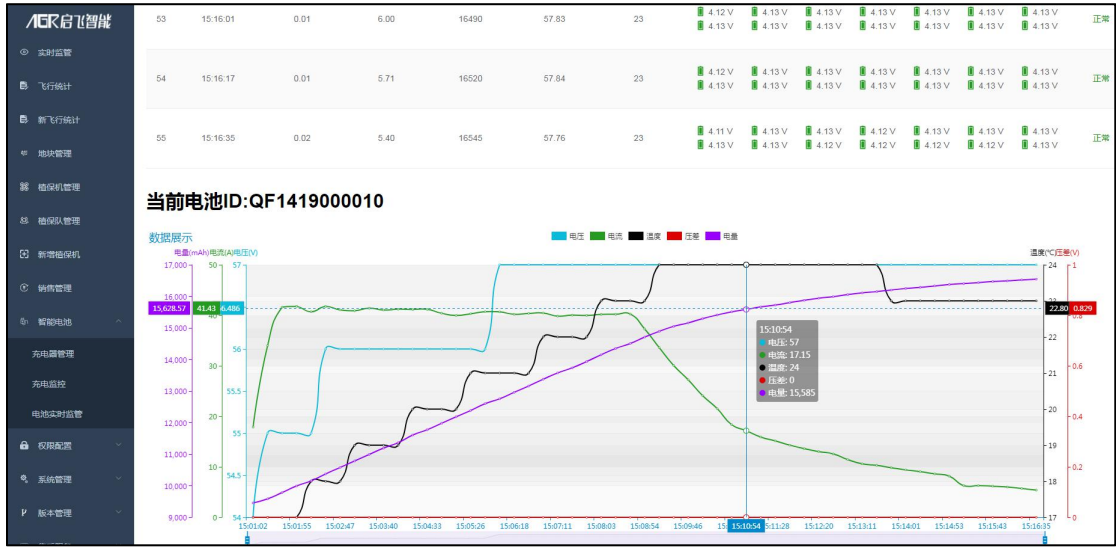 AGR启飞智能
实时监管
飞行统计
新飞行统计
地块管理
植保机管理
植保队管理
新增植保机
销售管理
智能电池
充电器管理
充电监控
电池实时监管
权限配置
系统管理
版本管理
53 15:16:01 0.01 6.00 16490 57.83 23 4.12 V 4.13 V 4.13 V 4.13 V 4.13 V 4.13 V 4.13 V 正常
4.13 V 4.13 V 4.13 V 4.13 V 4.13 V 4.13 V 4.13 V
54 15:16:17 0.01 5.71 16520 57.84 23 4.12 V 4.13 V 4.13 V 4.13 V 4.13 V 4.13 V 4.13 V 正常
4.13 V 4.13 V 4.13 V 4.13 V 4.13 V 4.13 V 4.13 V
55 15:16:35 0.02 5.40 16545 57.76 23 4.11 V 4.13 V 4.13 V 4.12 V 4.13 V 4.13 V 4.13 V 正常
4.13 V 4.13 V 4.12 V 4.12 V 4.12 V 4.12 V 4.13 V
当前电池ID:QF1419000010
数据展示
电压 电流 温度 压差 电量
电量(mAh) 电流(A) 电压(V) 温度(℃) 压差(V)
17,000 50 57 24 1
16,000
15,628.57 41.43 6.486 22.80 0.829
15,000 22
14,000 30 56 21 0.6
13,000 55.5
12,000 20 55 20 0.4
11,000 19
10,000 10 54.5 18 0.2
9,000 0 54 17 0
15:10:54
电压: 57
电流: 17.15
温度: 24
压差: 0
电量: 15,585
15:01:02 15:01:55 15:02:47 15:03:40 15:04:33 15:05:26 15:06:18 15:07:11 15:08:03 15:08:54 15:09:46 15:10:54 5:11:28 15:12:20 15:13:11 15:14:01 15:14:53 15:15:43 15:16:35